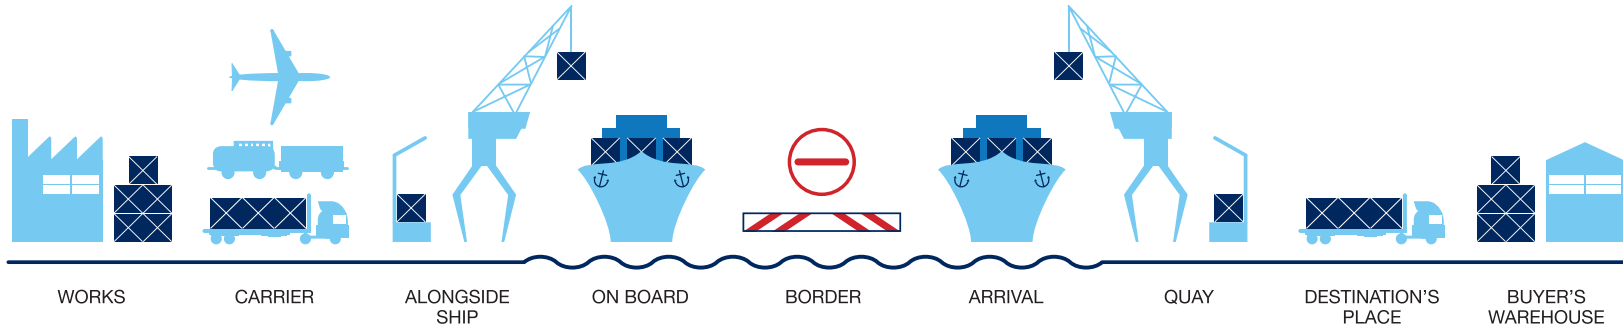 WORKS
CARRIER
ALONGSIDE
SHIP
ON BOARD
BORDER
ARRIVAL
QUAY
DESTINATION'S
PLACE
BUYER'S
WAREHOUSE